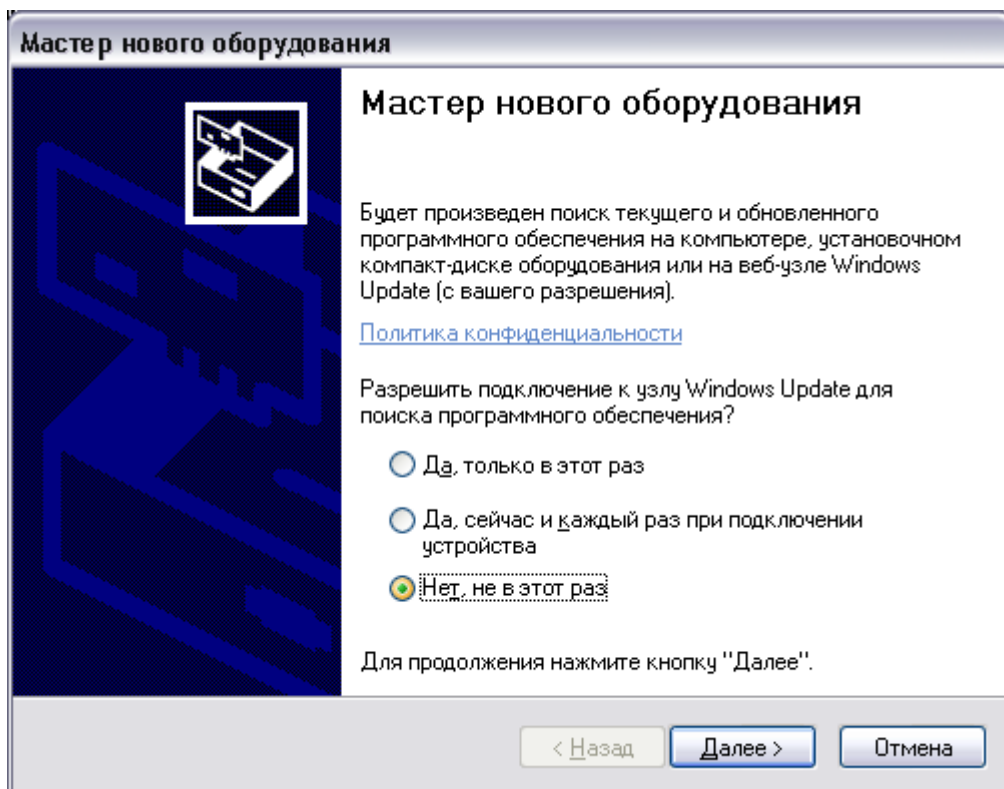 Мастер нового оборудования
Мастер нового оборудования
Будет произведен поиск текущего и обновленного
программного обеспечения на компьютере, установочном
компакт-диске оборудования или на веб-узле Windows
Update (с вашего разрешения).
Политика конфиденциальности
Разрешить подключение к узлу Windows Update для
поиска программного обеспечения?
Да, только в этот раз
Да, сейчас и каждый раз при подключении
устройства
Нет, не в этот раз
Для продолжения нажмите кнопку "Далее".
< Назад Далее > Отмена